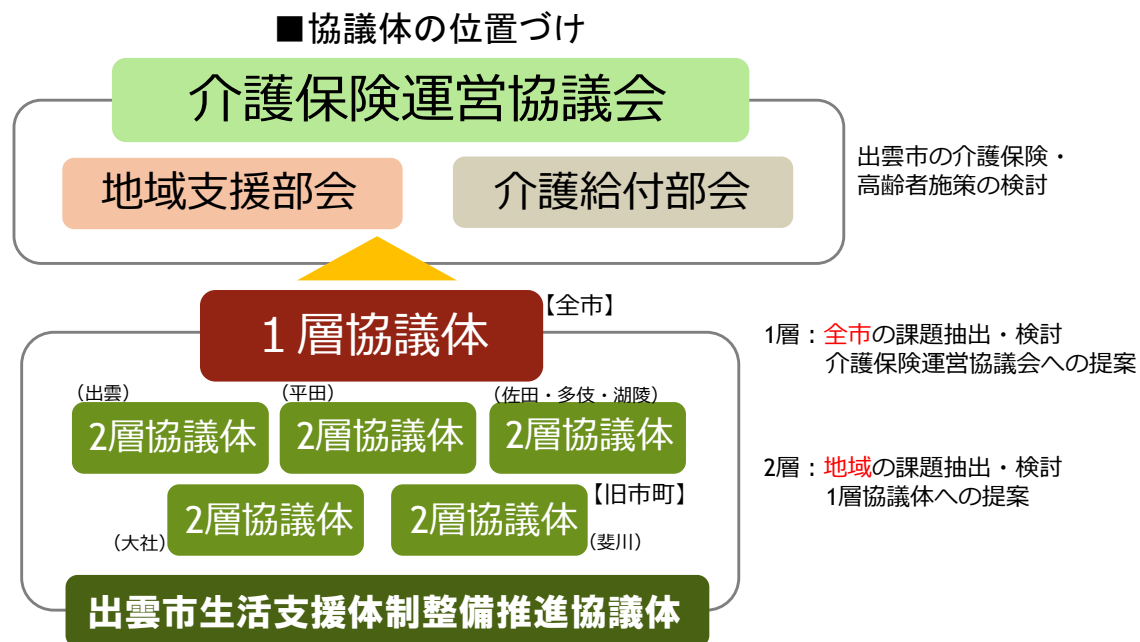 ■協議体の位置づけ
介護保険運営協議会
地域支援部会
介護給付部会
出雲市の介護保険・
高齢者施策の検討
１層協議体
【全市】
1層：全市の課題抽出・検討
介護保険運営協議会への提案
（出雲）
2層協議体
（平田）
2層協議体
（佐田・多伎・湖陵）
2層協議体
2層：地域の課題抽出・検討
1層協議体への提案
【旧市町】
（大社）
2層協議体
2層協議体
（斐川）
出雲市生活支援体制整備推進協議体